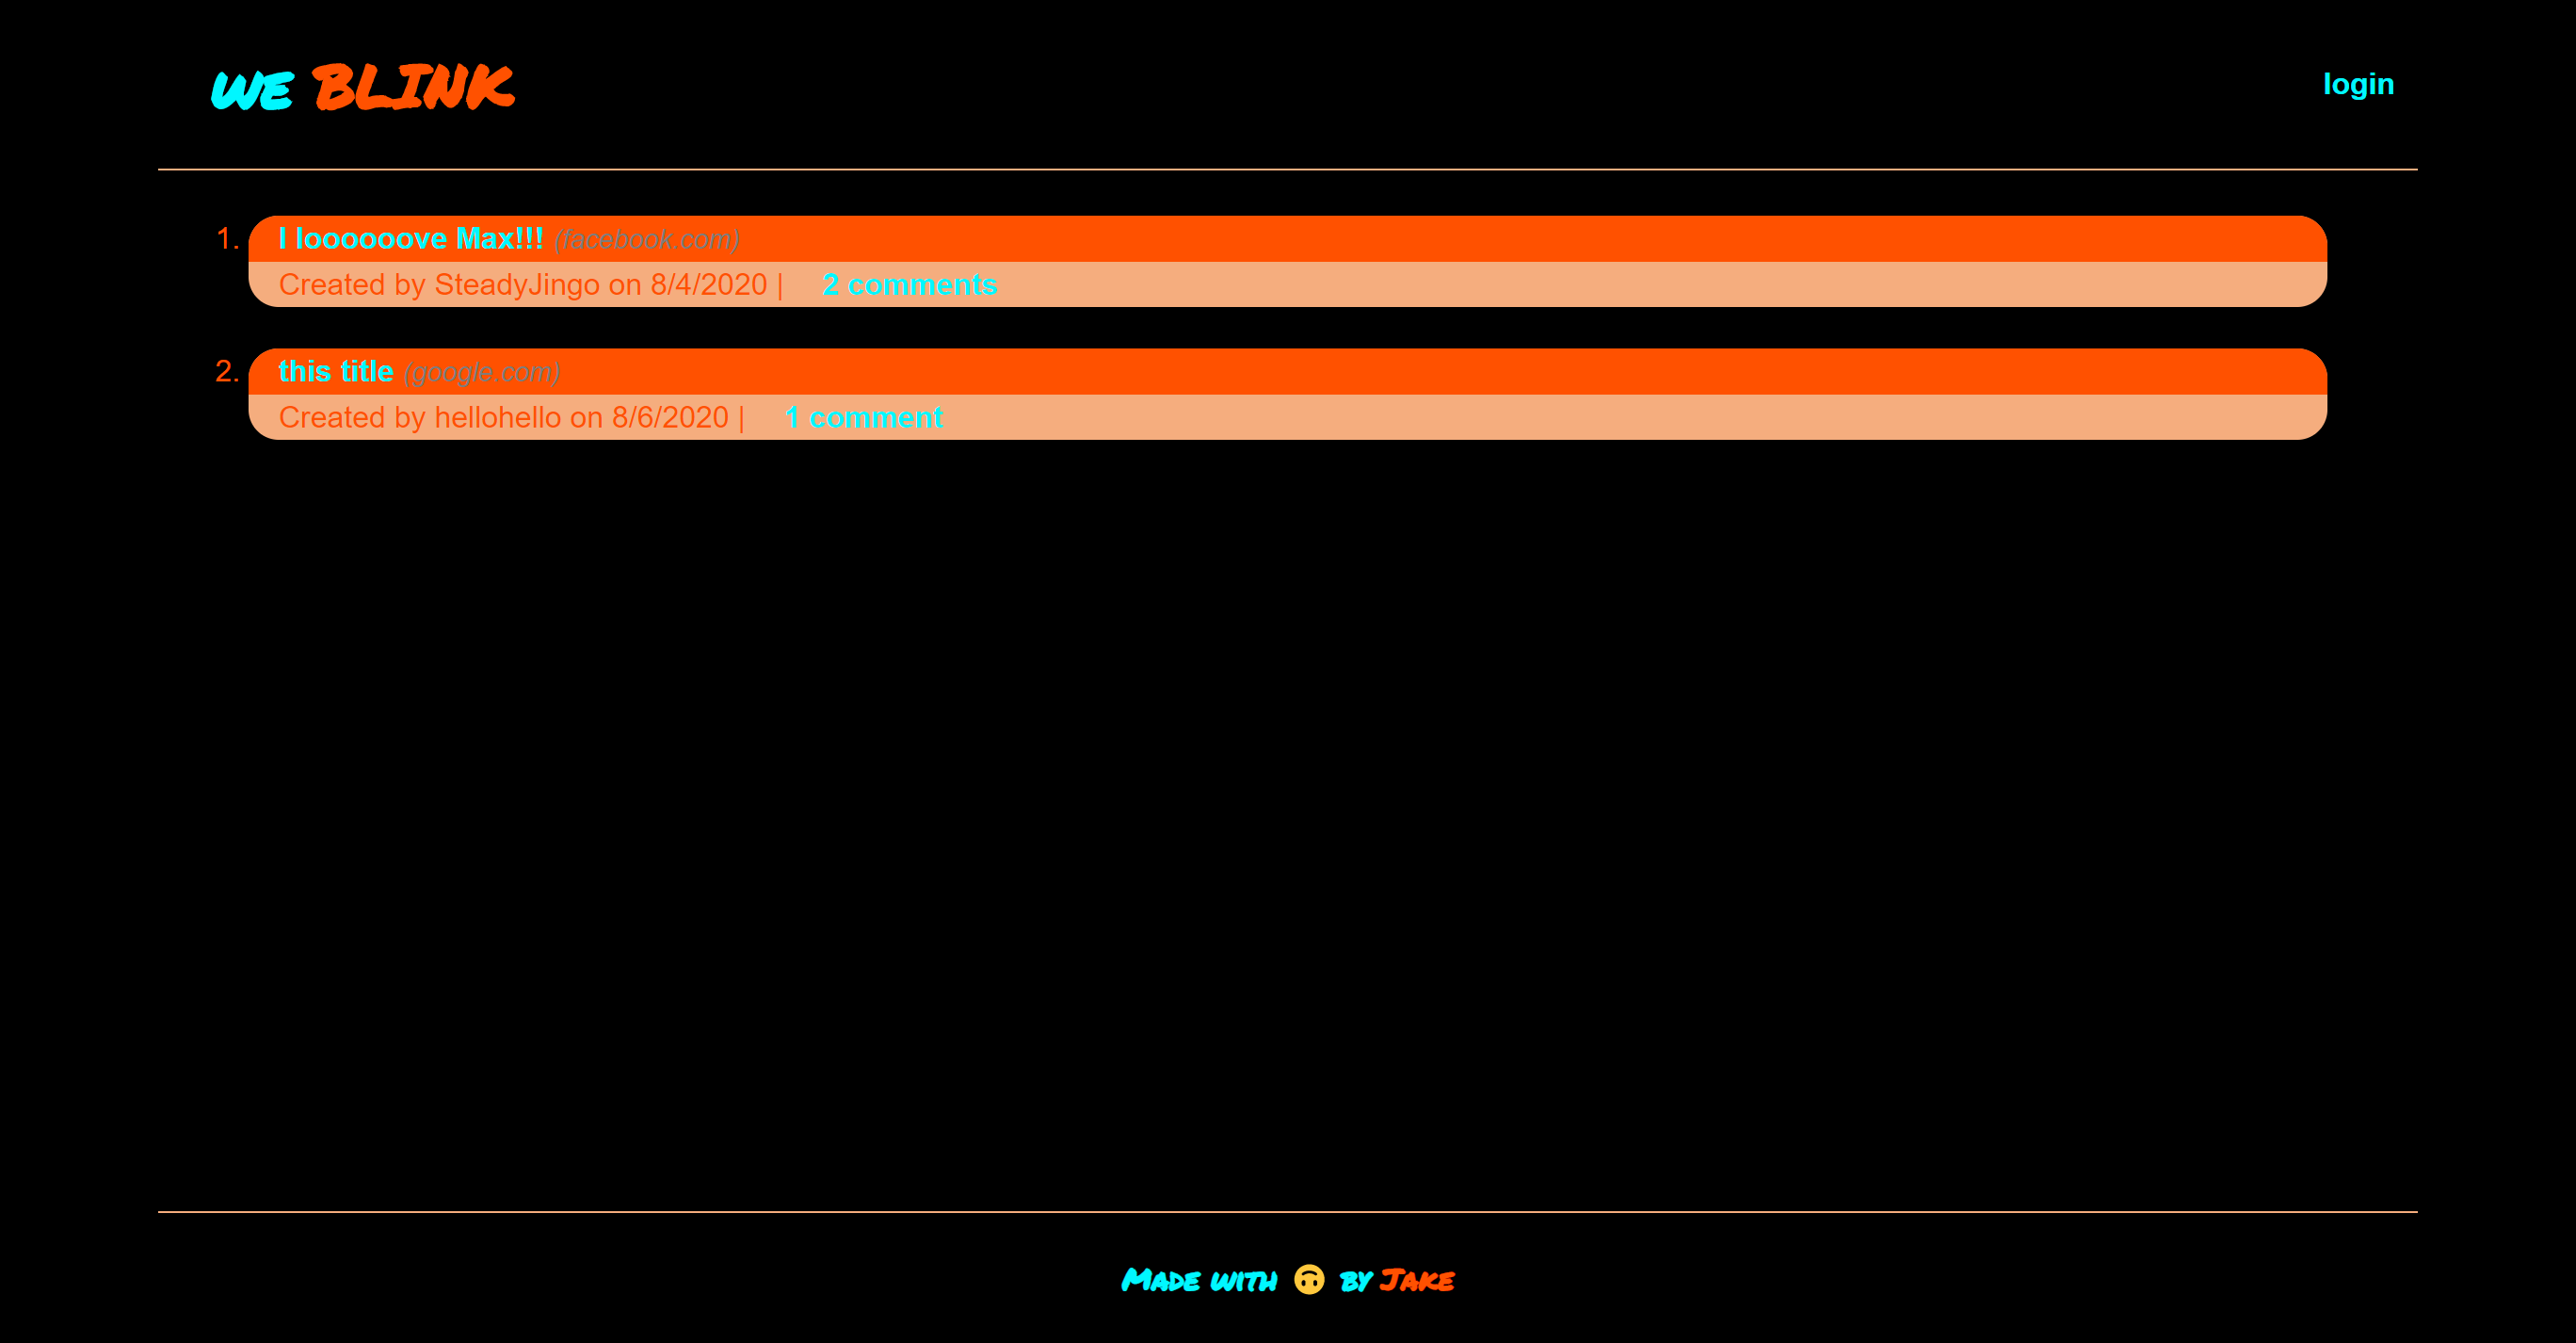 WE BLINK
login
1. I loooooove Max!!! (facebook.com)
Created by SteadyJingo on 8/4/2020 | 2 comments
2. this title (google.com)
Created by hellohello on 8/6/2020 | 1 comment
Made with 🙃 by Jake